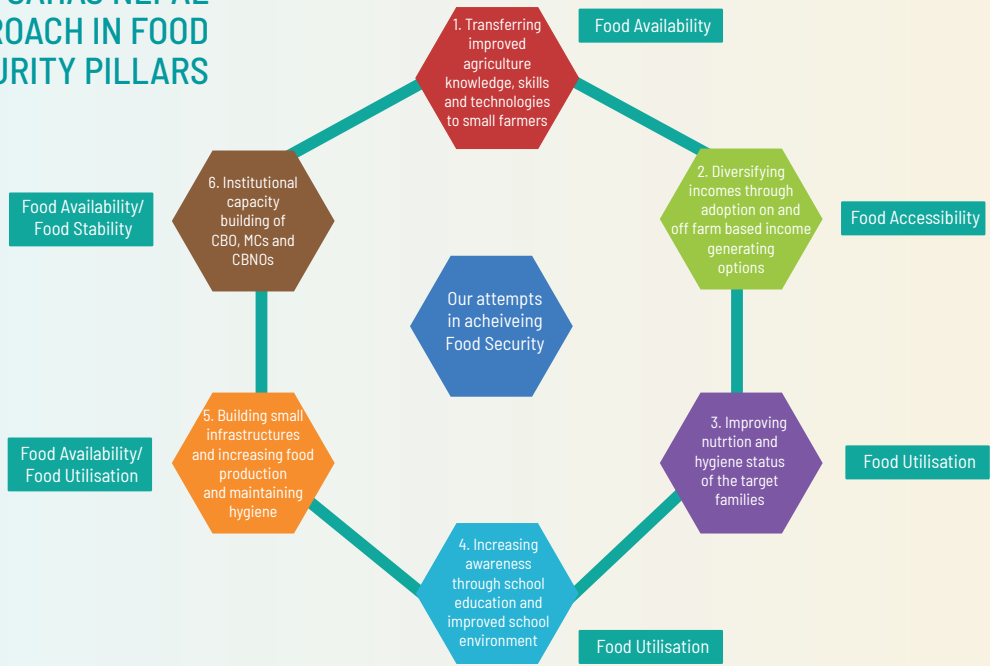 SAHAS NEPAL
ROACH IN FOOD
URITY PILLARS
1. Transferring
improved
agriculture
knowledge, skills
and technologies
to small farmers
Food Availability
2. Diversifying
incomes through
adoption on and
off farm based income
generating
options
Food Accessibility
3. Improving
nutrtion and
hygiene status
of the target
families
Food Utilisation
4. Increasing
awareness
through school
education and
improved school
environment
Food Utilisation
5. Building small
infrastructures
and increasing food
production
and maintaining
hygiene
Food Availability/
Food Utilisation
6. Institutional
capacity
building of
CBO, MCs and
CBNOs
Food Availability/
Food Stability
Our attempts
in acheiveing
Food Security